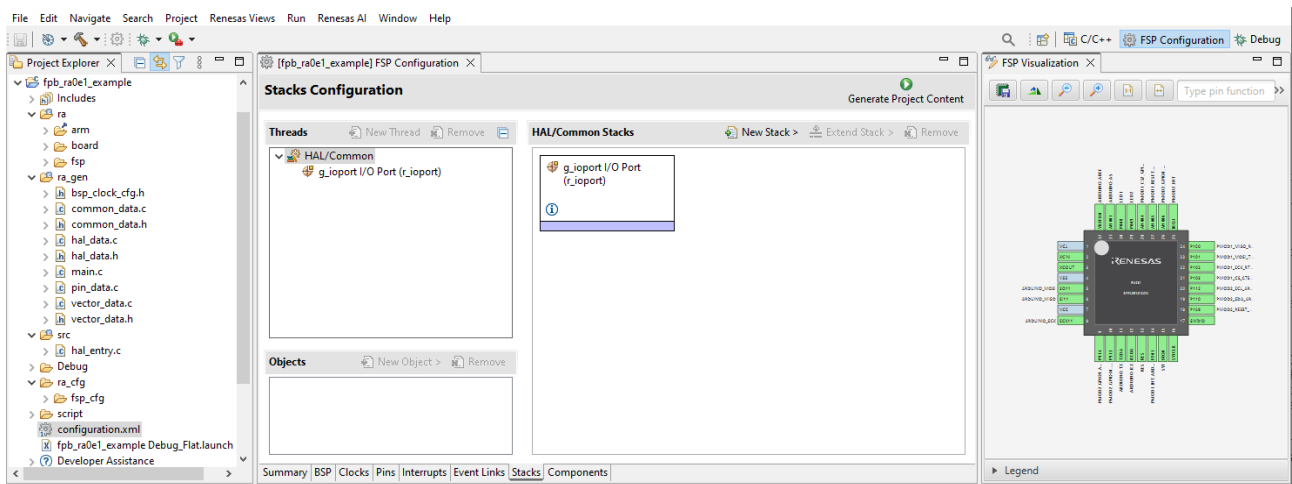 File Edit Navigate Search Project Renesas Views Run Renesas AI Window Help
C/C++ FSP Configuration Debug
Project Explorer
[fpb_ra0e1_example] FSP Configuration
FSP Visualization
fpb_ra0e1_example
Includes
ra
arm
board
fsp
ra_gen
bsp_clock_cfg.h
common_data.c
common_data.h
hal_data.c
hal_data.h
main.c
pin_data.c
vector_data.c
vector_data.h
src
hal_entry.c
Debug
ra_cfg
fsp_cfg
script
configuration.xml
fpb_ra0e1_example Debug_Flat.launch
Developer Assistance
Stacks Configuration
Generate Project Content
Threads New Thread Remove
HAL/Common
g_ioport I/O Port (r_ioport)
Objects New Object > Remove
HAL/Common Stacks New Stack > Extend Stack > Remove
g_ioport I/O Port
(r_ioport)
Summary BSP Clocks Pins Interrupts Event Links Stacks Components
Type pin function
RENESAS
Legend